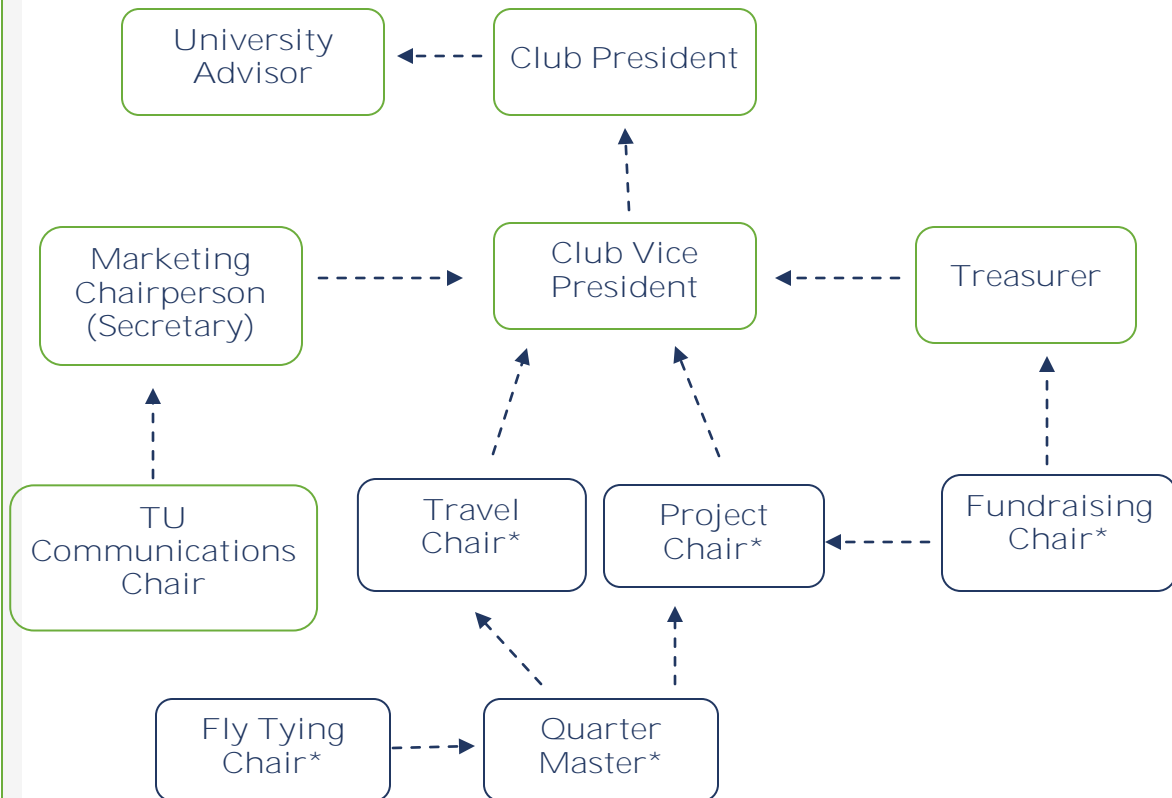 University
Advisor
Club President
Marketing
Chairperson
(Secretary)
Club Vice
President
Treasurer
TU
Communications
Chair
Travel
Chair*
Project
Chair*
Fundraising
Chair*
Fly Tying
Chair*
Quarter
Master*